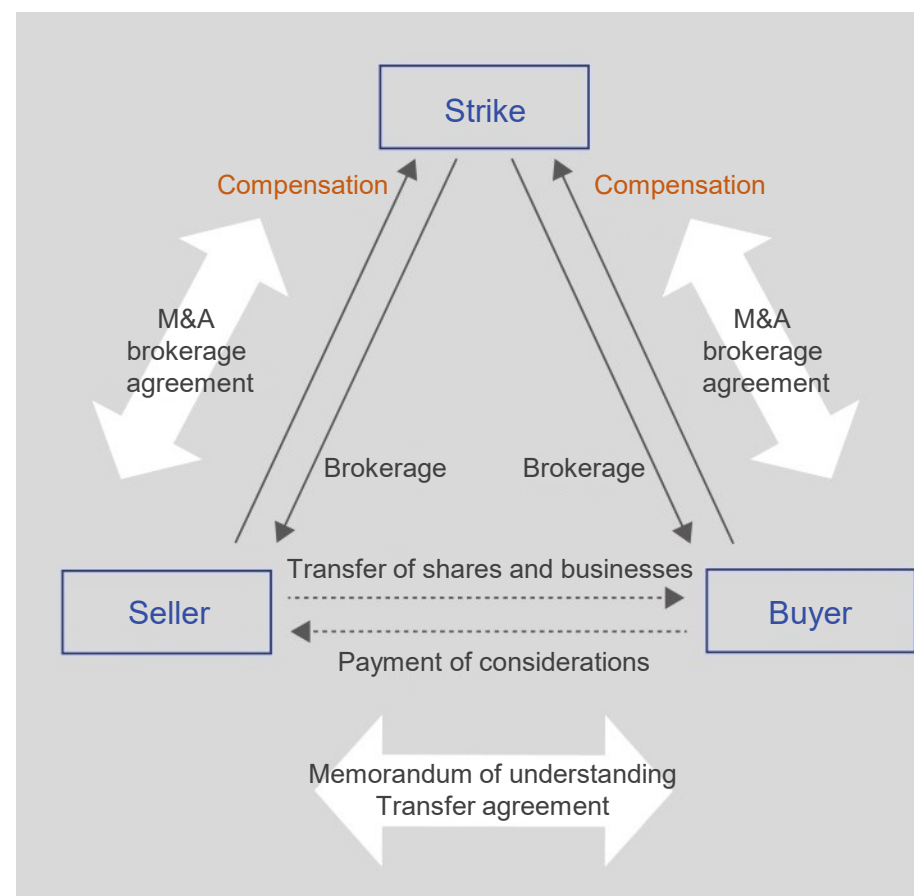 Strike
Compensation
Compensation
M&A
brokerage
agreement
M&A
brokerage
agreement
Brokerage
Brokerage
Transfer of shares and businesses
Seller
Buyer
Payment of considerations
Memorandum of understanding
Transfer agreement